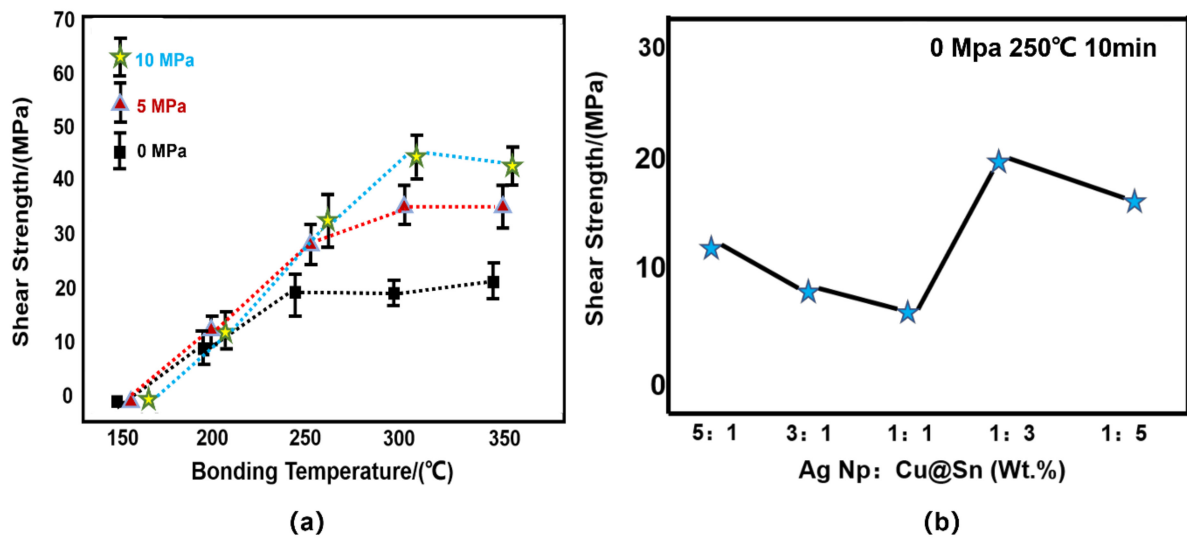 70
60
50
40
30
20
10
0
Shear Strength/(MPa)
10 MPa
5 MPa
0 MPa
150 200 250 300 350
Bonding Temperature/(℃)
(a)
30
20
10
0
Shear Strength/(MPa)
0 Mpa 250℃ 10min
5：1 3：1 1：1 1：3 1：5
Ag Np： Cu@Sn (Wt.%)
(b)